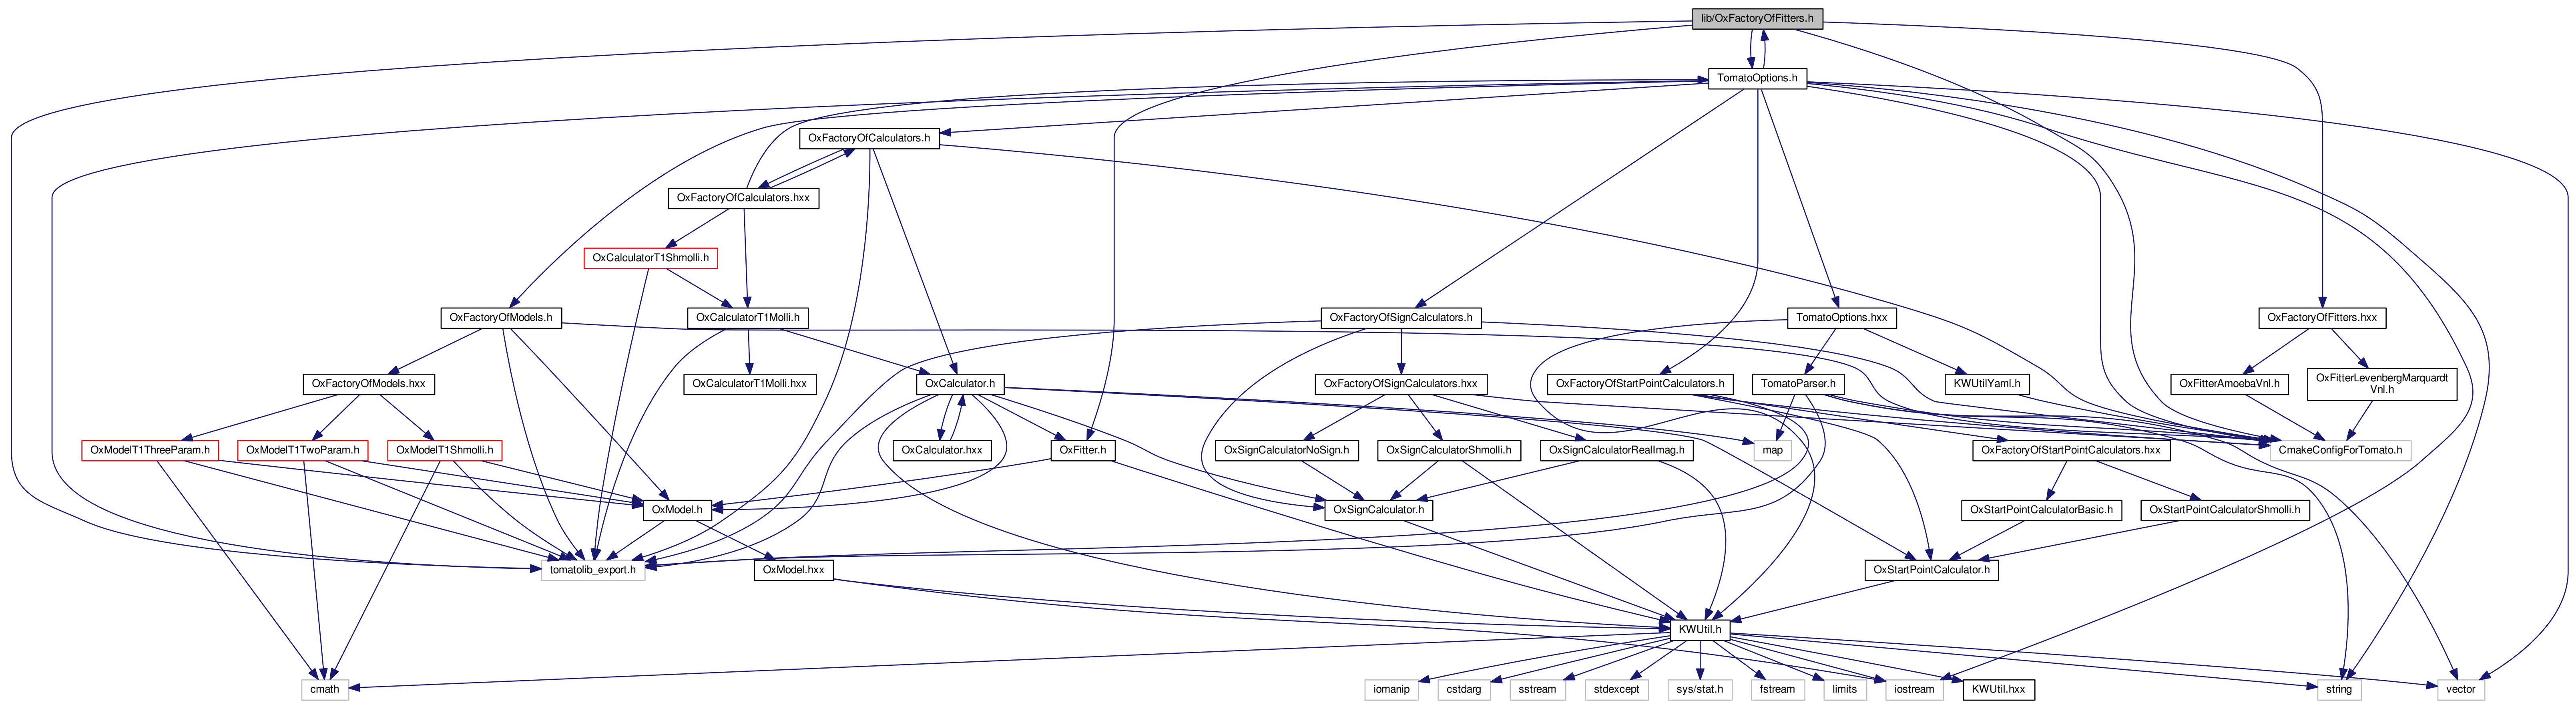 lib/OxFactoryOfFitters.h
TomatoOptions.h
OxFactoryOfCalculators.h
OxFactoryOfCalculators.hxx
OxCalculatorT1Shmolli.h
OxFactoryOfModels.h
OxCalculatorT1Molli.h
OxFactoryOfSignCalculators.h
TomatoOptions.hxx
OxFactoryOfFitters.hxx
OxFactoryOfModels.hxx
OxCalculatorT1Molli.hxx
OxCalculator.h
OxFactoryOfSignCalculators.hxx
OxFactoryOfStartPointCalculators.h
TomatoParser.h
KWUtilYaml.h
OxFitterAmoebaVnl.h
OxFitterLevenbergMarquardt
Vnl.h
OxModelT1ThreeParam.h
OxModelT1TwoParam.h
OxModelT1Shmolli.h
OxCalculator.hxx
OxFitter.h
OxSignCalculatorNoSign.h
OxSignCalculatorShmolli.h
OxSignCalculatorRealImag.h
map
OxFactoryOfStartPointCalculators.hxx
CmakeConfigForTomato.h
OxModel.h
OxSignCalculator.h
OxStartPointCalculatorBasic.h
OxStartPointCalculatorShmolli.h
tomatolib_export.h
OxModel.hxx
OxStartPointCalculator.h
KWUtil.h
cmath
iomanip
cstdarg
sstream
stdexcept
sys/stat.h
fstream
limits
iostream
KWUtil.hxx
string
vector